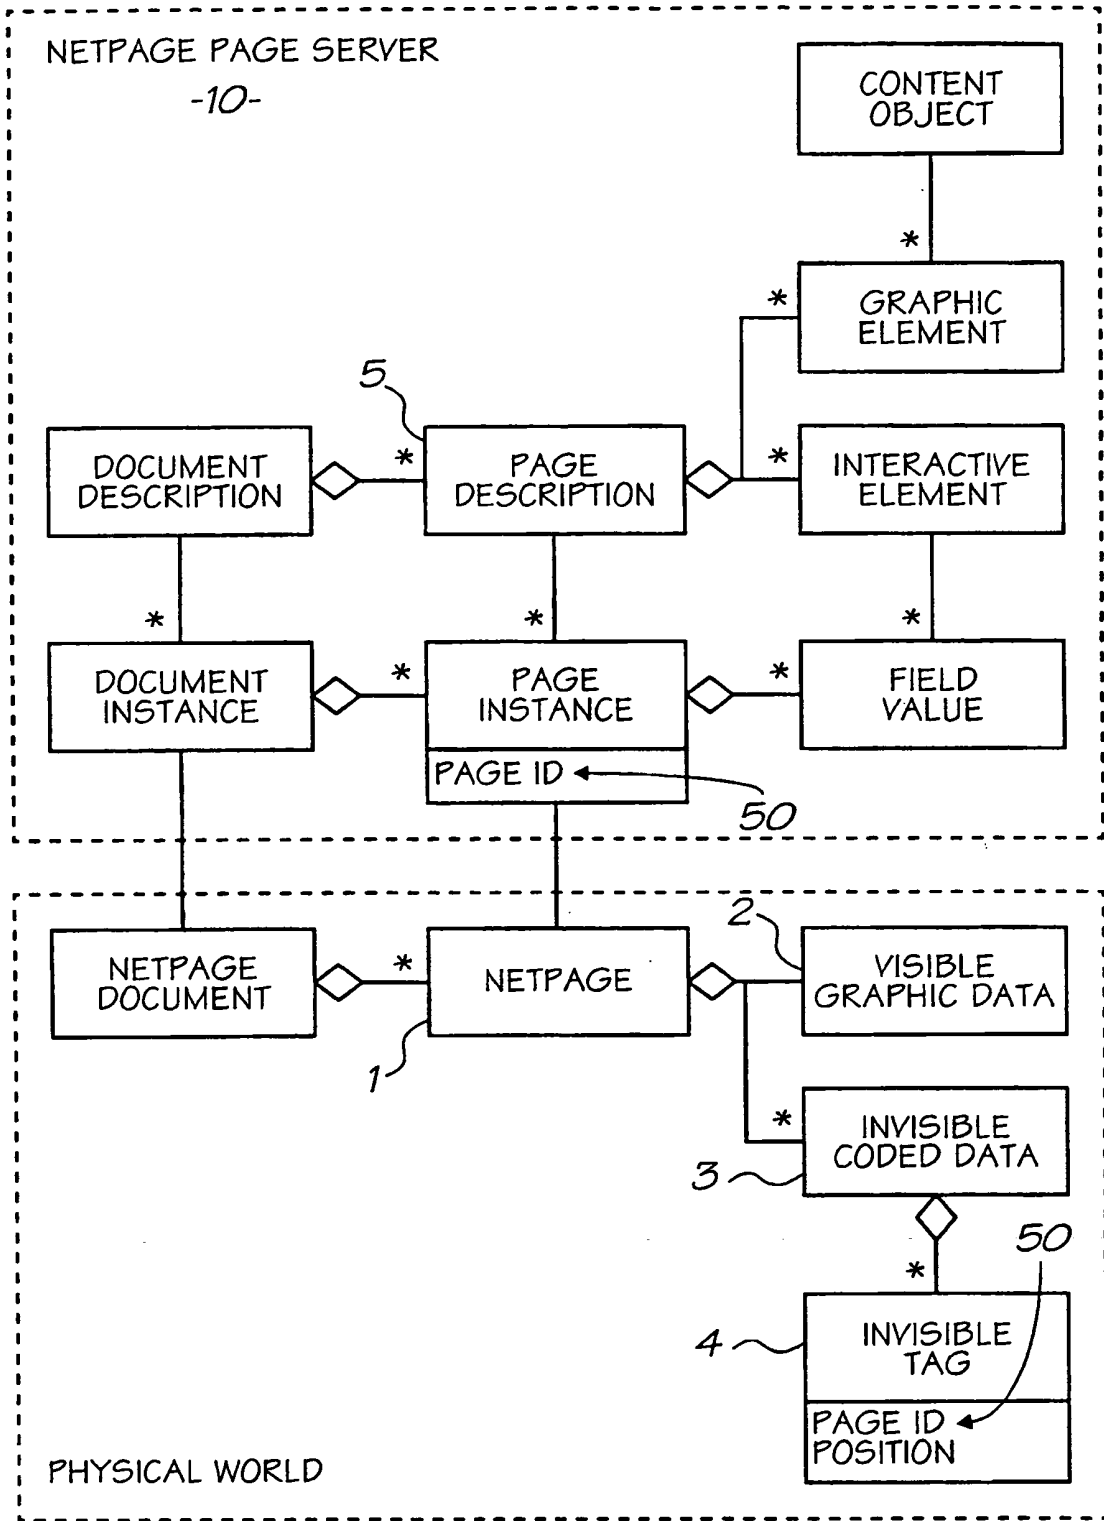 NETPAGE PAGE SERVER
-10-
CONTENT
OBJECT
*
*
GRAPHIC
ELEMENT
5
DOCUMENT
DESCRIPTION
*
PAGE
DESCRIPTION
*
INTERACTIVE
ELEMENT
*
*
*
DOCUMENT
INSTANCE
*
PAGE
INSTANCE
*
FIELD
VALUE
PAGE ID
50
NETPAGE
DOCUMENT
*
NETPAGE
1
2
VISIBLE
GRAPHIC DATA
*
INVISIBLE
CODED DATA
3
*
50
4
INVISIBLE
TAG
PAGE ID
POSITION
PHYSICAL WORLD